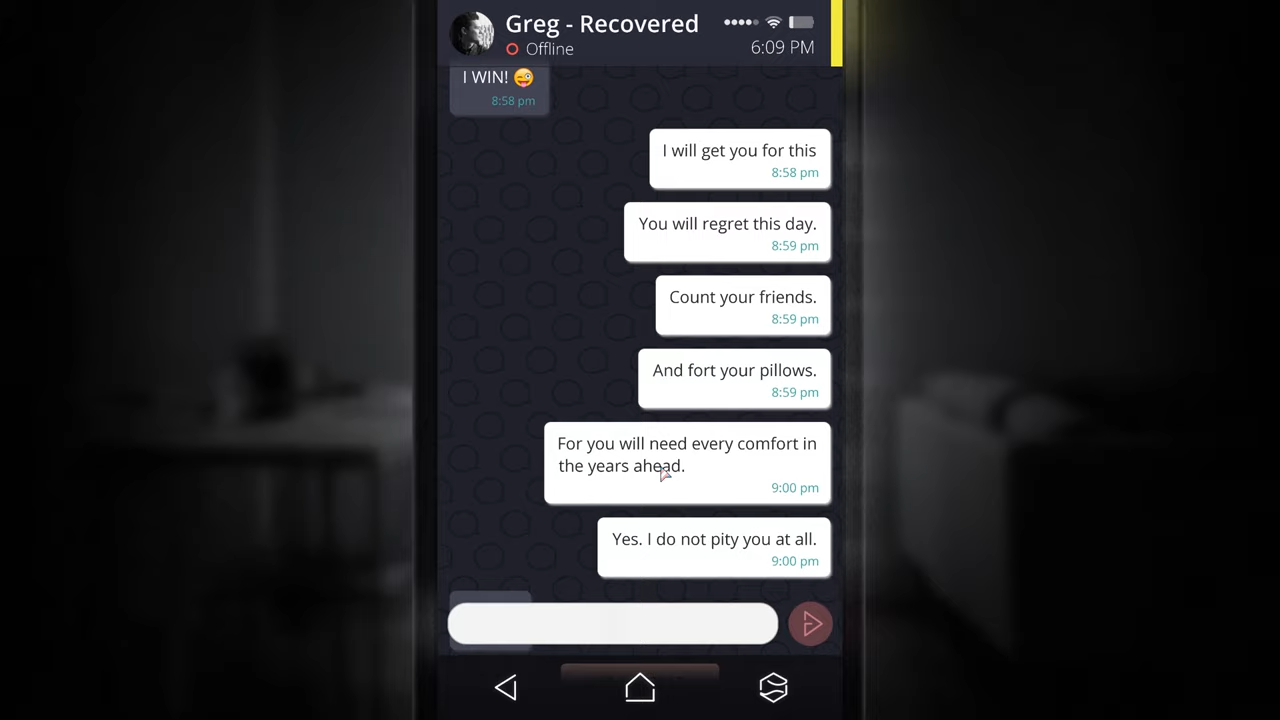 Greg - Recovered
Offline
6:09 PM
I WIN! 😜
8:58 pm
I will get you for this
8:58 pm
You will regret this day.
8:59 pm
Count your friends.
8:59 pm
And fort your pillows.
8:59 pm
For you will need every comfort in
the years ahead.
9:00 pm
Yes. I do not pity you at all.
9:00 pm